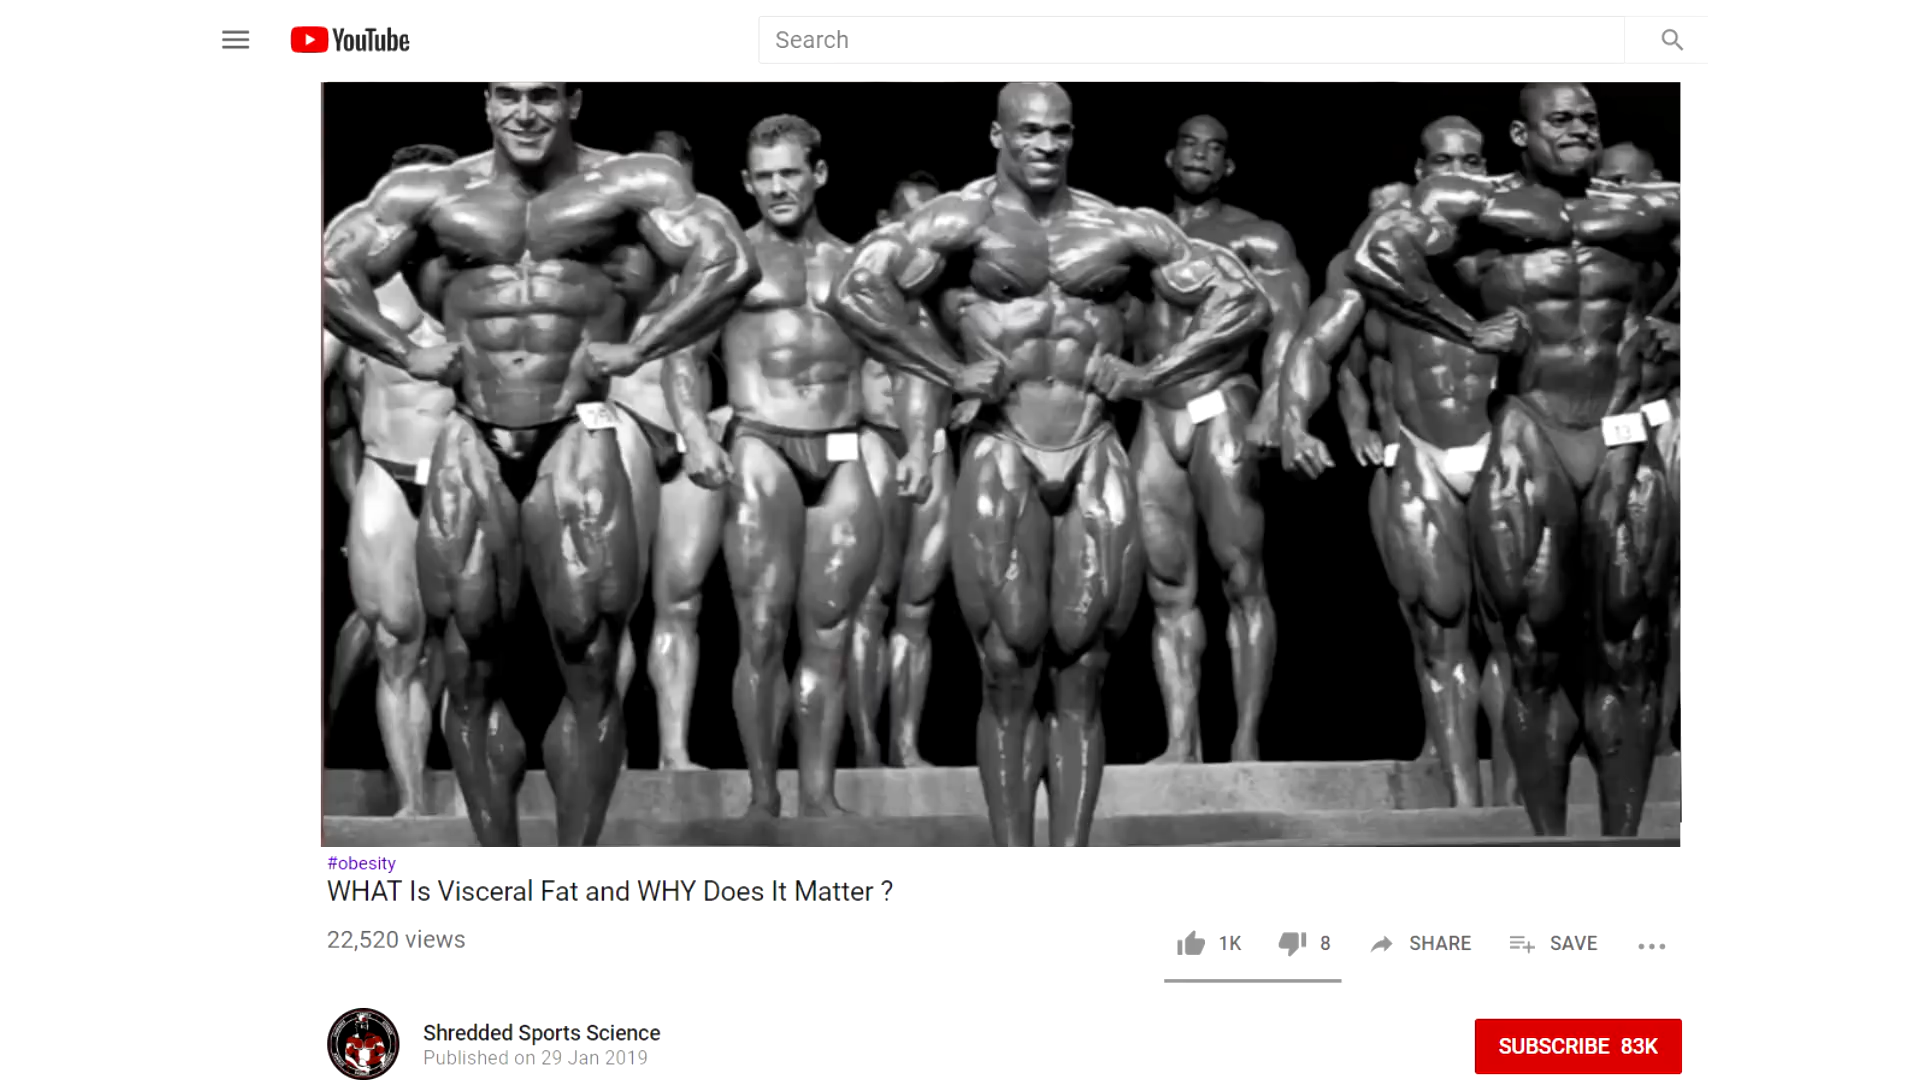 YouTube
Search
13
#obesity
WHAT Is Visceral Fat and WHY Does It Matter ?
22,520 views
1K
8
SHARE
SAVE
Shredded Sports Science
Published on 29 Jan 2019
SUBSCRIBE 83K